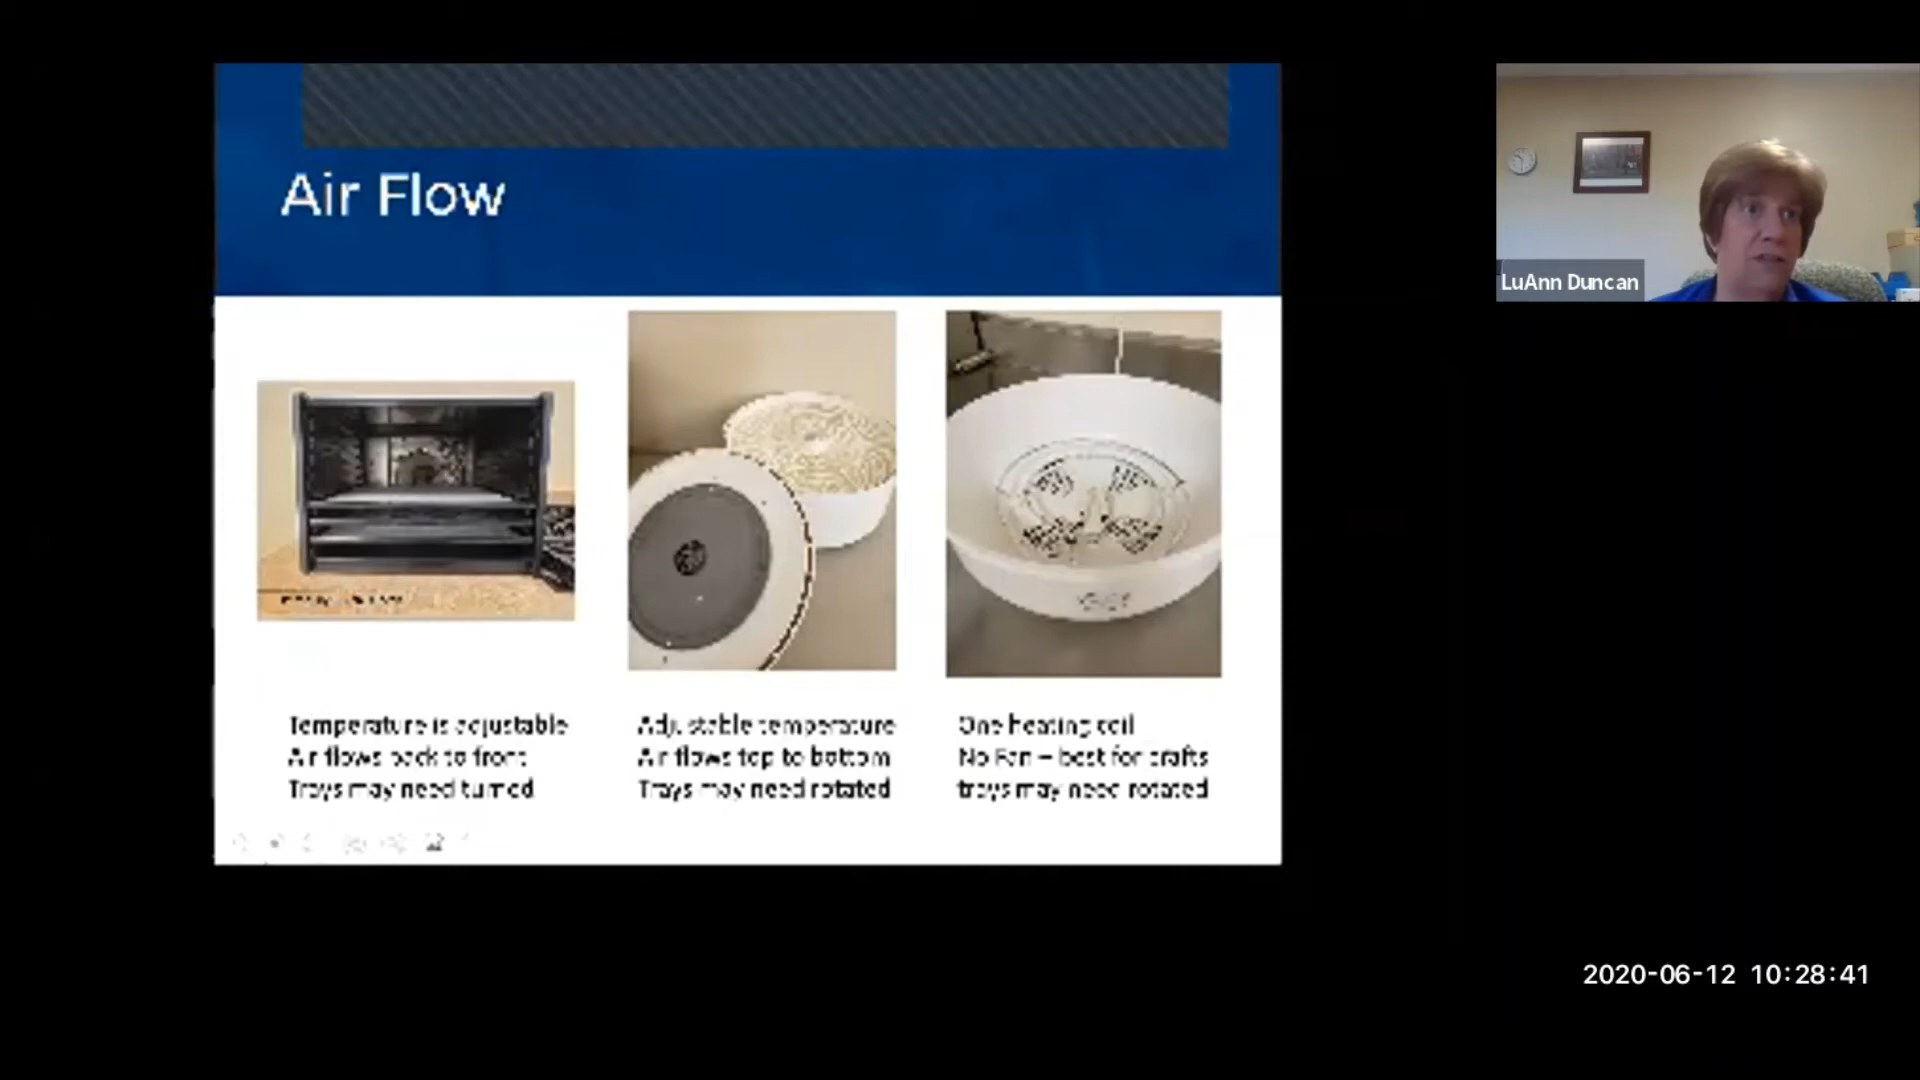 Air Flow
LuAnn Duncan
Temperature is adjustable
Air flows back to front
Trays may need turned
Adjustable temperature
Air flows top to bottom
Trays may need rotated
One heating coil
No Fan – best for crafts
trays may need rotated
2020-06-12 10:28:41